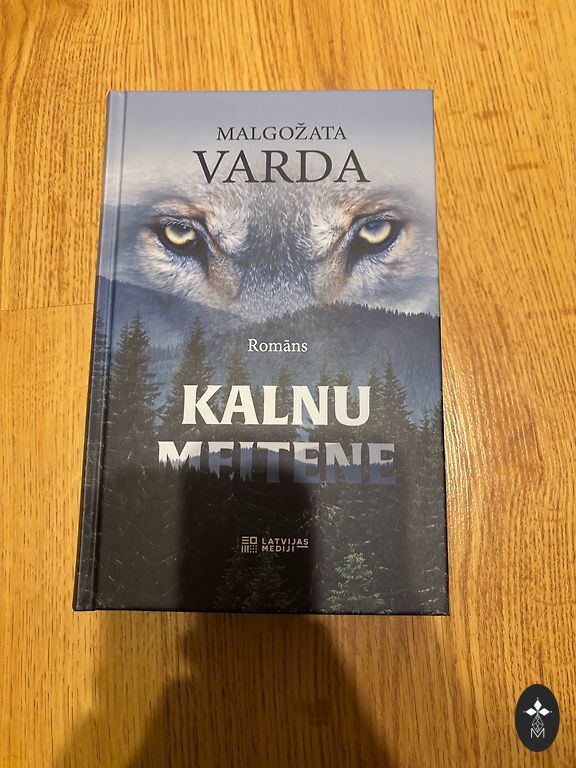 MALGOŽATA
VARDA
Romāns
KALNU
MEITENE
LATVIJAS
MEDIJI
M